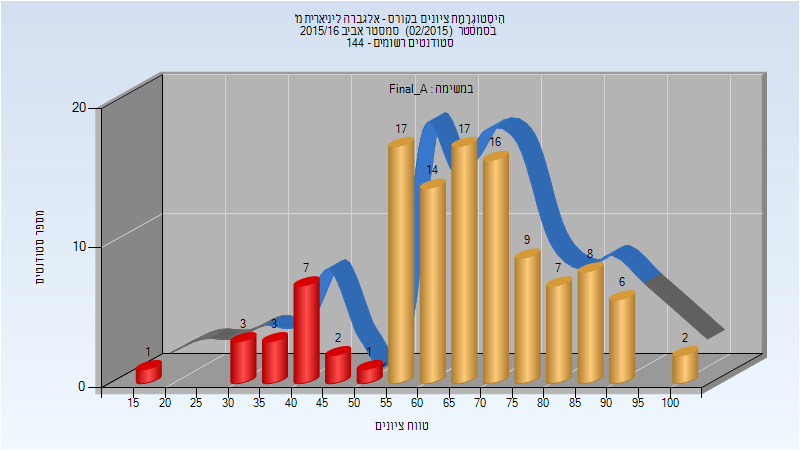 היסטוגרמת ציונים בקורס - אלגברה ליניארית מ'
בסמסטר (02/2015) סמסטר אביב 2015/16
סטודנטים רשומים - 144
במשימה : Final_A
מספר סטודנטים
20
10
0
1
3
3
7
2
1
17
14
17
16
9
7
8
6
2
15 20 25 30 35 40 45 50 55 60 65 70 75 80 85 90 95 100
טווח ציונים